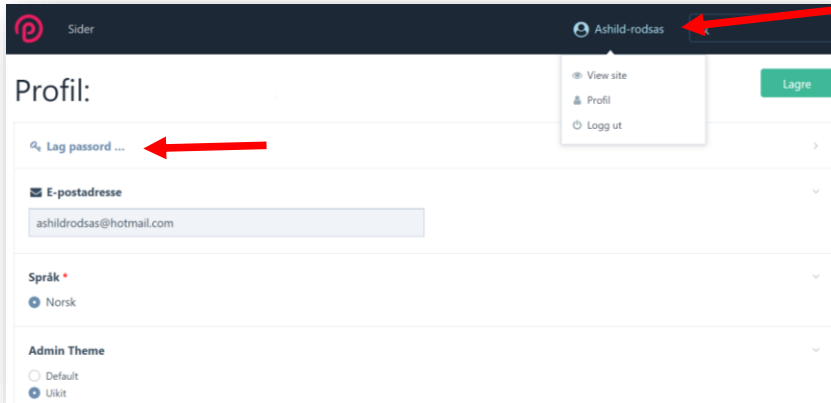 Sider
Ashild-rodsas
View site
Profil
Logg ut
Profil:
Lagre
Lag passord ...
E-postadresse
ashildrodsas@hotmail.com
Språk *
Norsk
Admin Theme
Default
Uikit